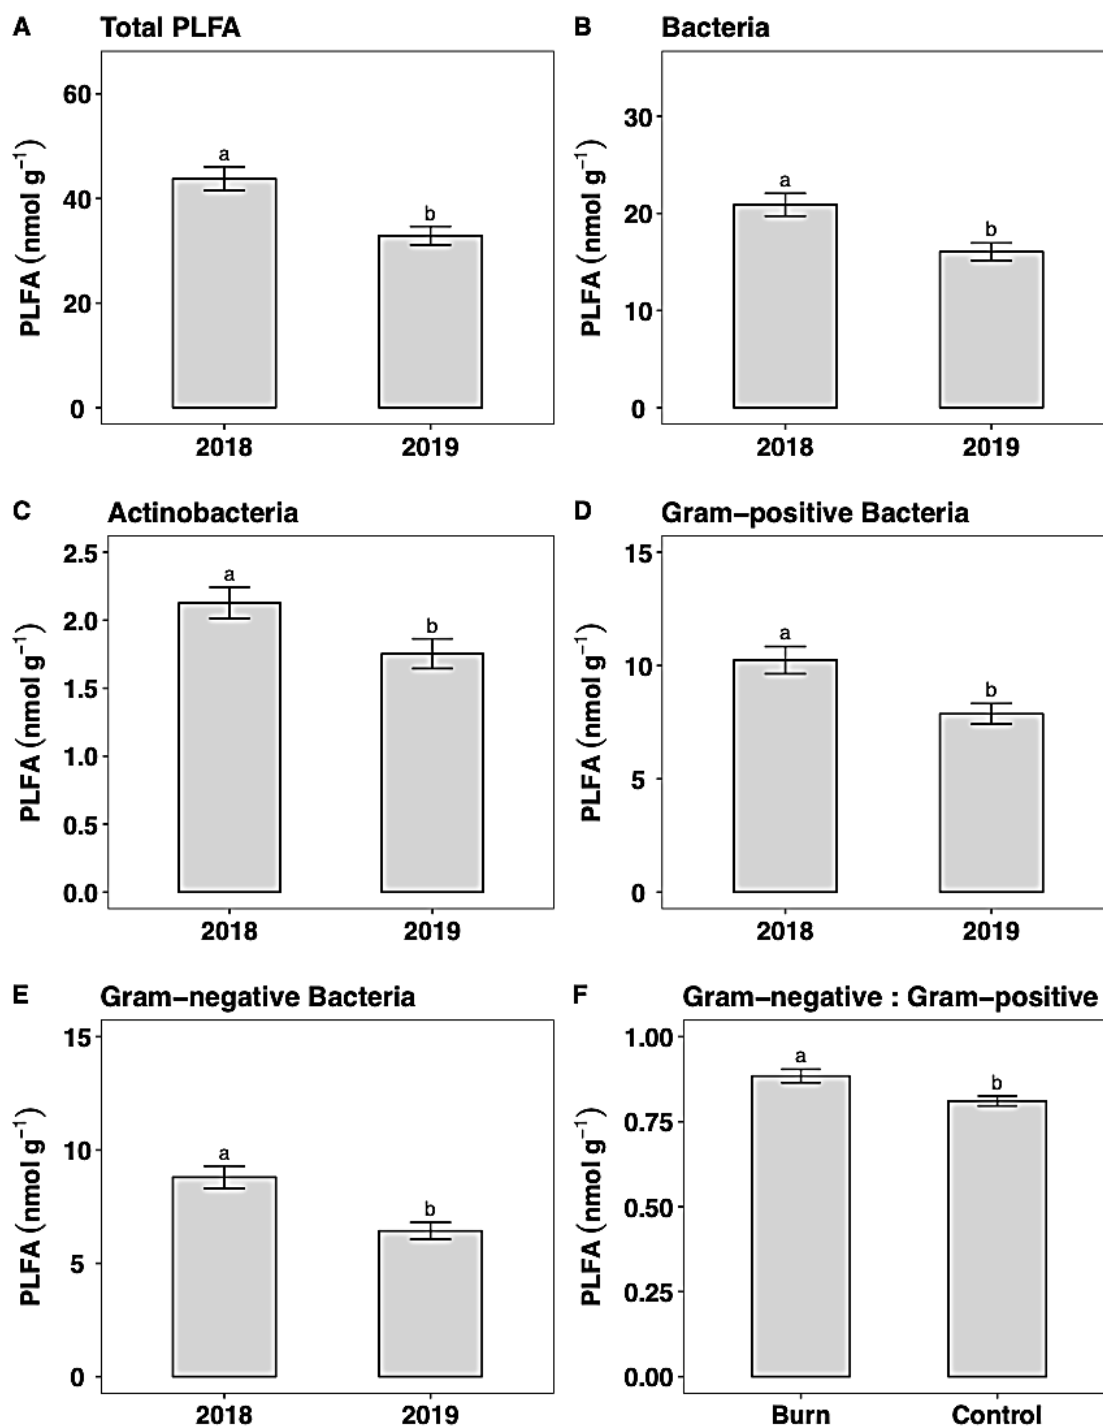 A Total PLFA
PLFA (nmol g⁻¹)
60
40
20
0
a
b
2018 2019
B Bacteria
PLFA (nmol g⁻¹)
30
20
10
0
a
b
2018 2019
C Actinobacteria
PLFA (nmol g⁻¹)
2.5
2.0
1.5
1.0
0.5
0.0
a
b
2018 2019
D Gram−positive Bacteria
PLFA (nmol g⁻¹)
15
10
5
0
a
b
2018 2019
E Gram−negative Bacteria
PLFA (nmol g⁻¹)
15
10
5
0
a
b
2018 2019
F Gram−negative : Gram−positive
PLFA (nmol g⁻¹)
1.00
0.75
0.50
0.25
0.00
a
b
Burn Control